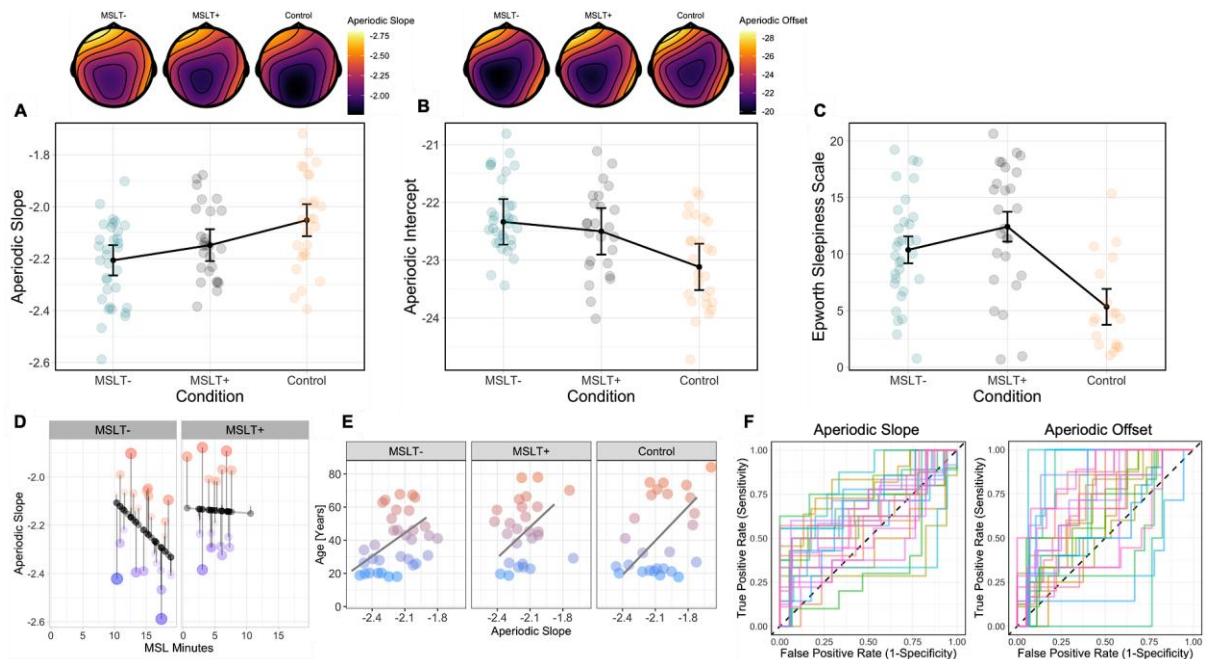 MSLT-
MSLT+
Control
Aperiodic Slope
-2.75
-2.50
-2.25
-2.00
MSLT-
MSLT+
Control
Aperiodic Offset
-28
-26
-24
-22
-20
A
Aperiodic Slope
-1.8
-2.0
-2.2
-2.4
-2.6
MSLT-
MSLT+
Control
Condition
B
Aperiodic Intercept
-21
-22
-23
-24
MSLT-
MSLT+
Control
Condition
C
Epworth Sleepiness Scale
20
15
10
5
0
MSLT-
MSLT+
Control
Condition
D
MSLT-
MSLT+
Aperiodic Slope
-2.0
-2.2
-2.4
-2.6
0 5 10 15
0 5 10 15
MSL Minutes
E
MSLT-
MSLT+
Control
Age [Years]
80
60
40
20
0
-2.4 -2.1 -1.8
-2.4 -2.1 -1.8
-2.4 -2.1 -1.8
Aperiodic Slope
F
Aperiodic Slope
True Positive Rate (Sensitivity)
1.00
0.75
0.50
0.25
0.00
0.00 0.25 0.50 0.75 1.00
False Positive Rate (1-Specificity)
Aperiodic Offset
True Positive Rate (Sensitivity)
1.00
0.75
0.50
0.25
0.00
0.00 0.25 0.50 0.75 1.00
False Positive Rate (1-Specificity)